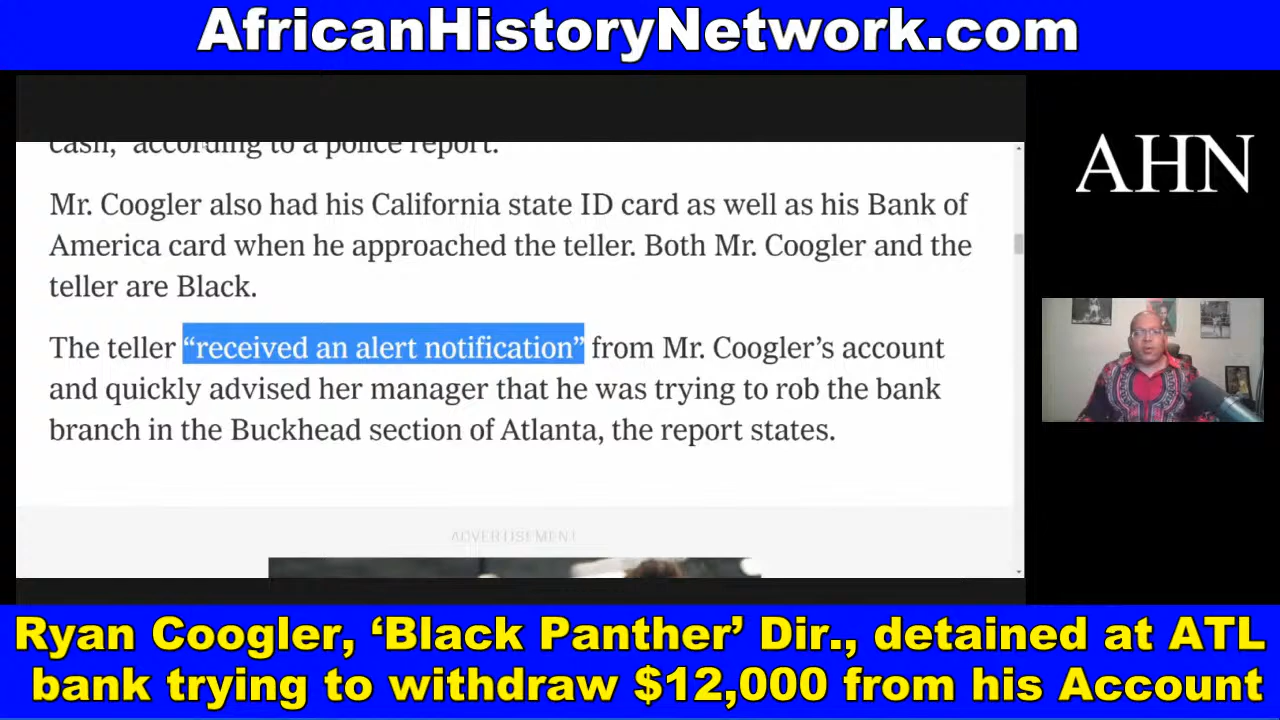 AfricanHistoryNetwork.com
cash," according to a police report.
AHN
Mr. Coogler also had his California state ID card as well as his Bank of
America card when he approached the teller. Both Mr. Coogler and the
teller are Black.
The teller “received an alert notification” from Mr. Coogler’s account
and quickly advised her manager that he was trying to rob the bank
branch in the Buckhead section of Atlanta, the report states.
ADVERTISEMENT
Ryan Coogler, ‘Black Panther’ Dir., detained at ATL
bank trying to withdraw $12,000 from his Account